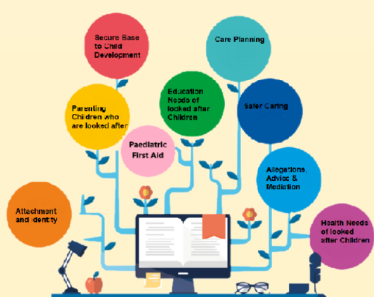 Secure Base
to Child
Development
Care Planning
Education
Needs of
looked after
Children
Parenting
Children who
are looked after
Safer Caring
Paediatric
First Aid
Allegations,
Advice &
Mediation
Attachment
and Identity
Health Needs
of looked
after Children